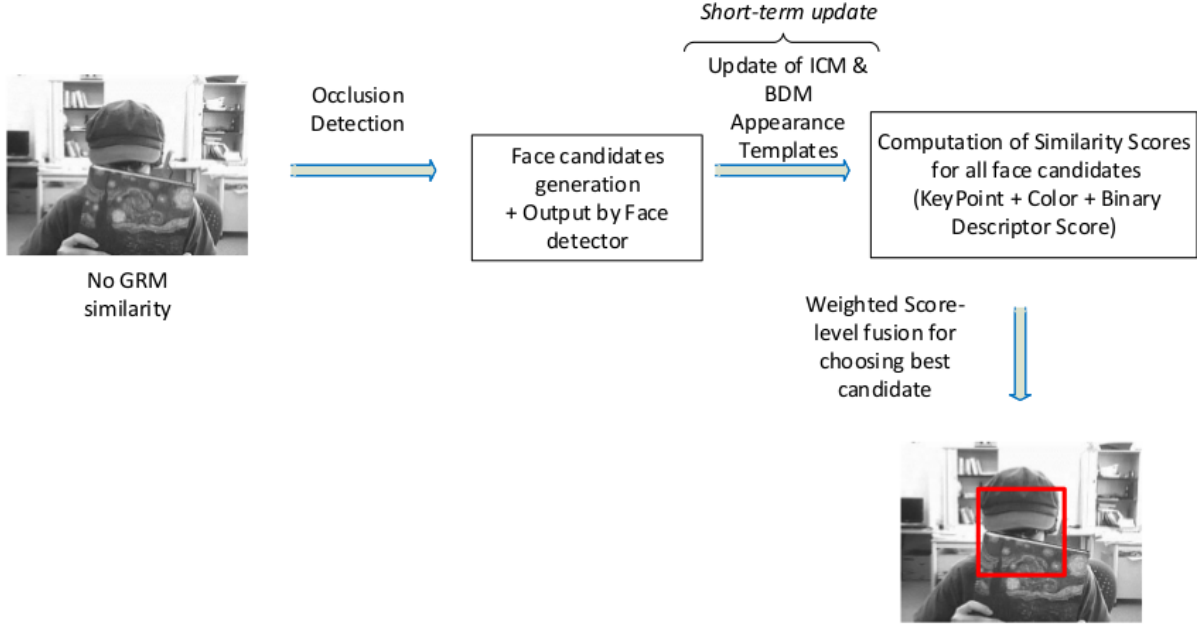 Short-term update
Update of ICM &
BDM
Appearance
Templates
Occlusion
Detection
Face candidates
generation
+ Output by Face
detector
Computation of Similarity Scores
for all face candidates
(KeyPoint + Color + Binary
Descriptor Score)
No GRM
similarity
Weighted Score-
level fusion for
choosing best
candidate